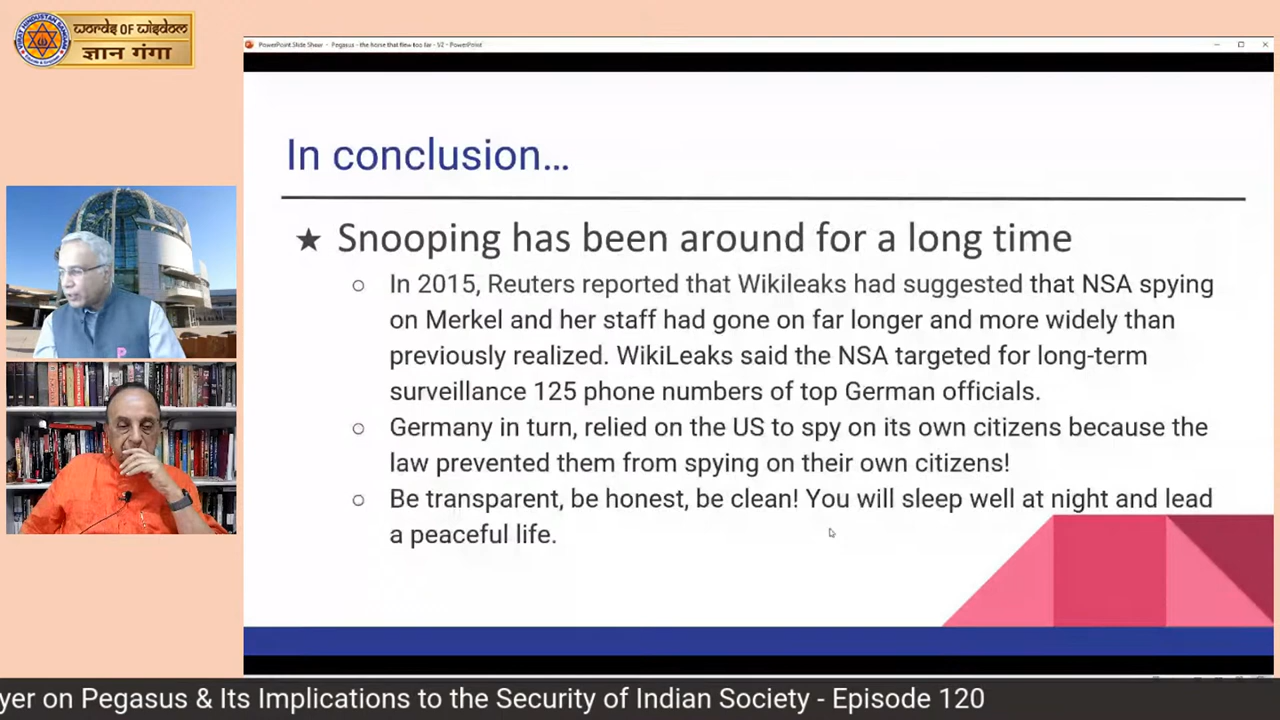 WORDS OF WISDOM
ज्ञान गंगा
PowerPoint Slide Show - Pegasus - the horse that flew too far - 1/2 - PowerPoint
In conclusion…
★ Snooping has been around for a long time
○ In 2015, Reuters reported that Wikileaks had suggested that NSA spying
on Merkel and her staff had gone on far longer and more widely than
previously realized. WikiLeaks said the NSA targeted for long-term
surveillance 125 phone numbers of top German officials.
○ Germany in turn, relied on the US to spy on its own citizens because the
law prevented them from spying on their own citizens!
○ Be transparent, be honest, be clean! You will sleep well at night and lead
a peaceful life.
yer on Pegasus & Its Implications to the Security of Indian Society - Episode 120